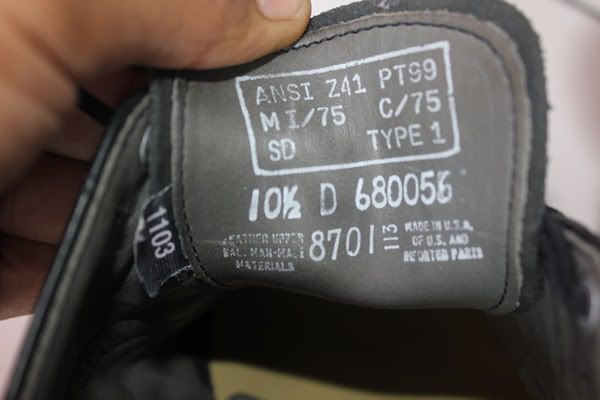 ANSI Z41 PT99
M I/75 C/75
SD TYPE 1
10½ D 680056
LEATHER UPPER
BAL. MAN-MADE
MATERIALS
8701
113
MADE IN U.S.A.
OF U.S. AND
IMPORTED PARTS
1103